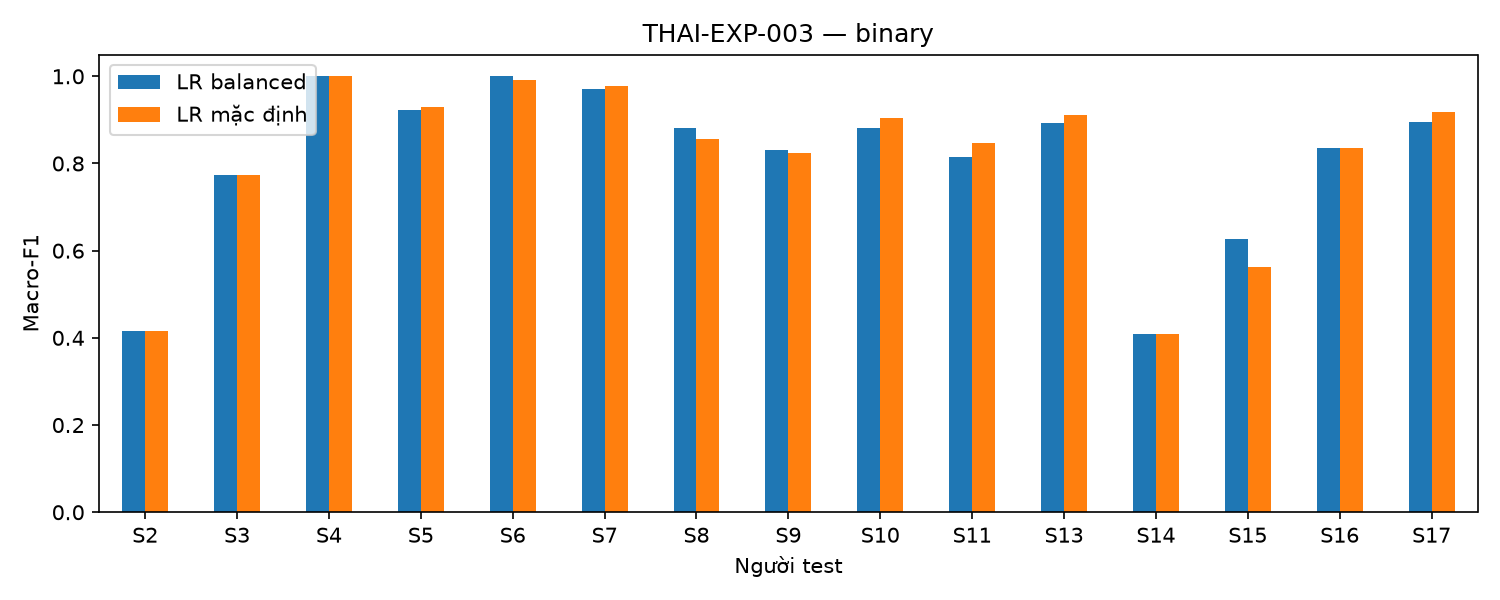 THAI-EXP-003 — binary
LR balanced
LR mặc định
Macro-F1
1.0
0.8
0.6
0.4
0.2
0.0
S2 S3 S4 S5 S6 S7 S8 S9 S10 S11 S13 S14 S15 S16 S17
Người test